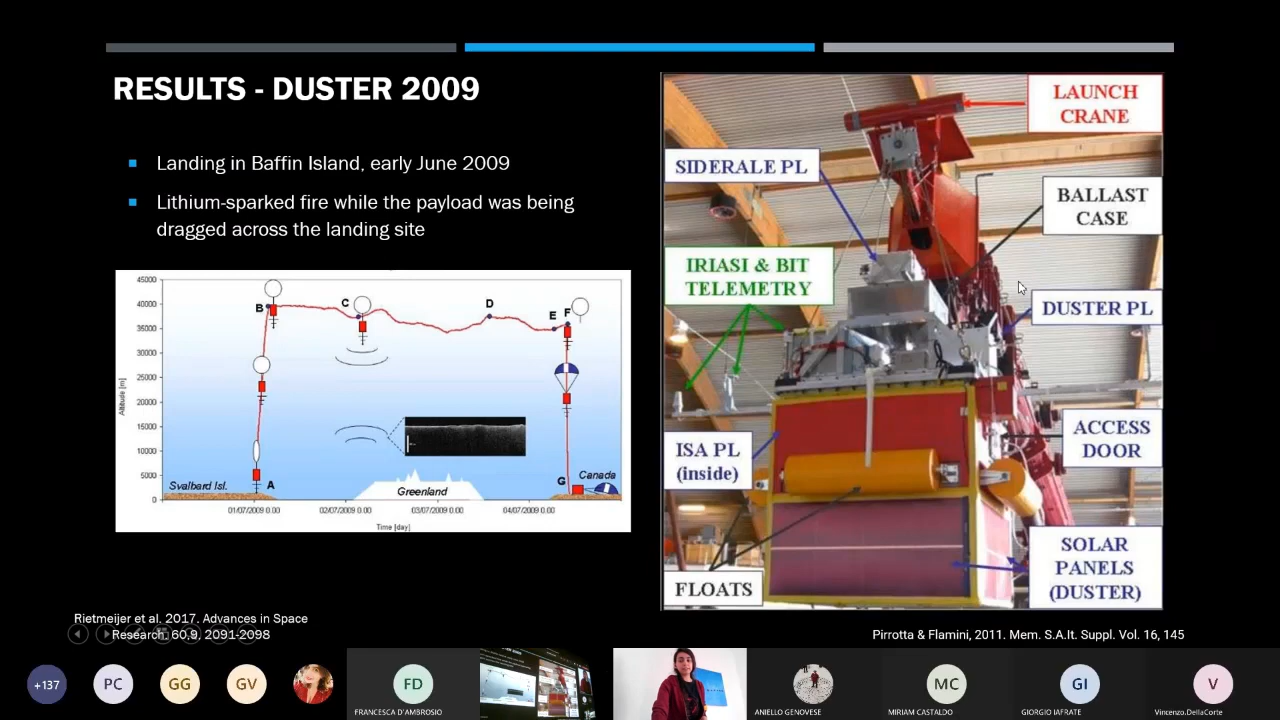 RESULTS - DUSTER 2009
Landing in Baffin Island, early June 2009
Lithium-sparked fire while the payload was being
dragged across the landing site
45000
40000
35000
30000
25000
20000
15000
10000
5000
0
Altitude [m]
A
B
C
D
E
F
G
Svalbard Isl.
Greenland
Canada
01/07/2009 0.00
02/07/2009 0.00
03/07/2009 0.00
04/07/2009 0.00
Time [day]
LAUNCH
CRANE
SIDERALE PL
BALLAST
CASE
IRIASI & BIT
TELEMETRY
DUSTER PL
ISA PL
(inside)
ACCESS
DOOR
FLOATS
SOLAR
PANELS
(DUSTER)
Rietmeijer et al. 2017. Advances in Space
Research, 60.9, 2091-2098
Pirrotta & Flamini, 2011. Mem. S.A.It. Suppl. Vol. 16, 145
+137
PC
GG
GV
FD
FRANCESCA D'AMBROSIO
ANIELLO GENOVESE
MC
MIRIAM CASTALDO
GI
GIORGIO IAFRATE
V
Vincenzo.DellaCorte